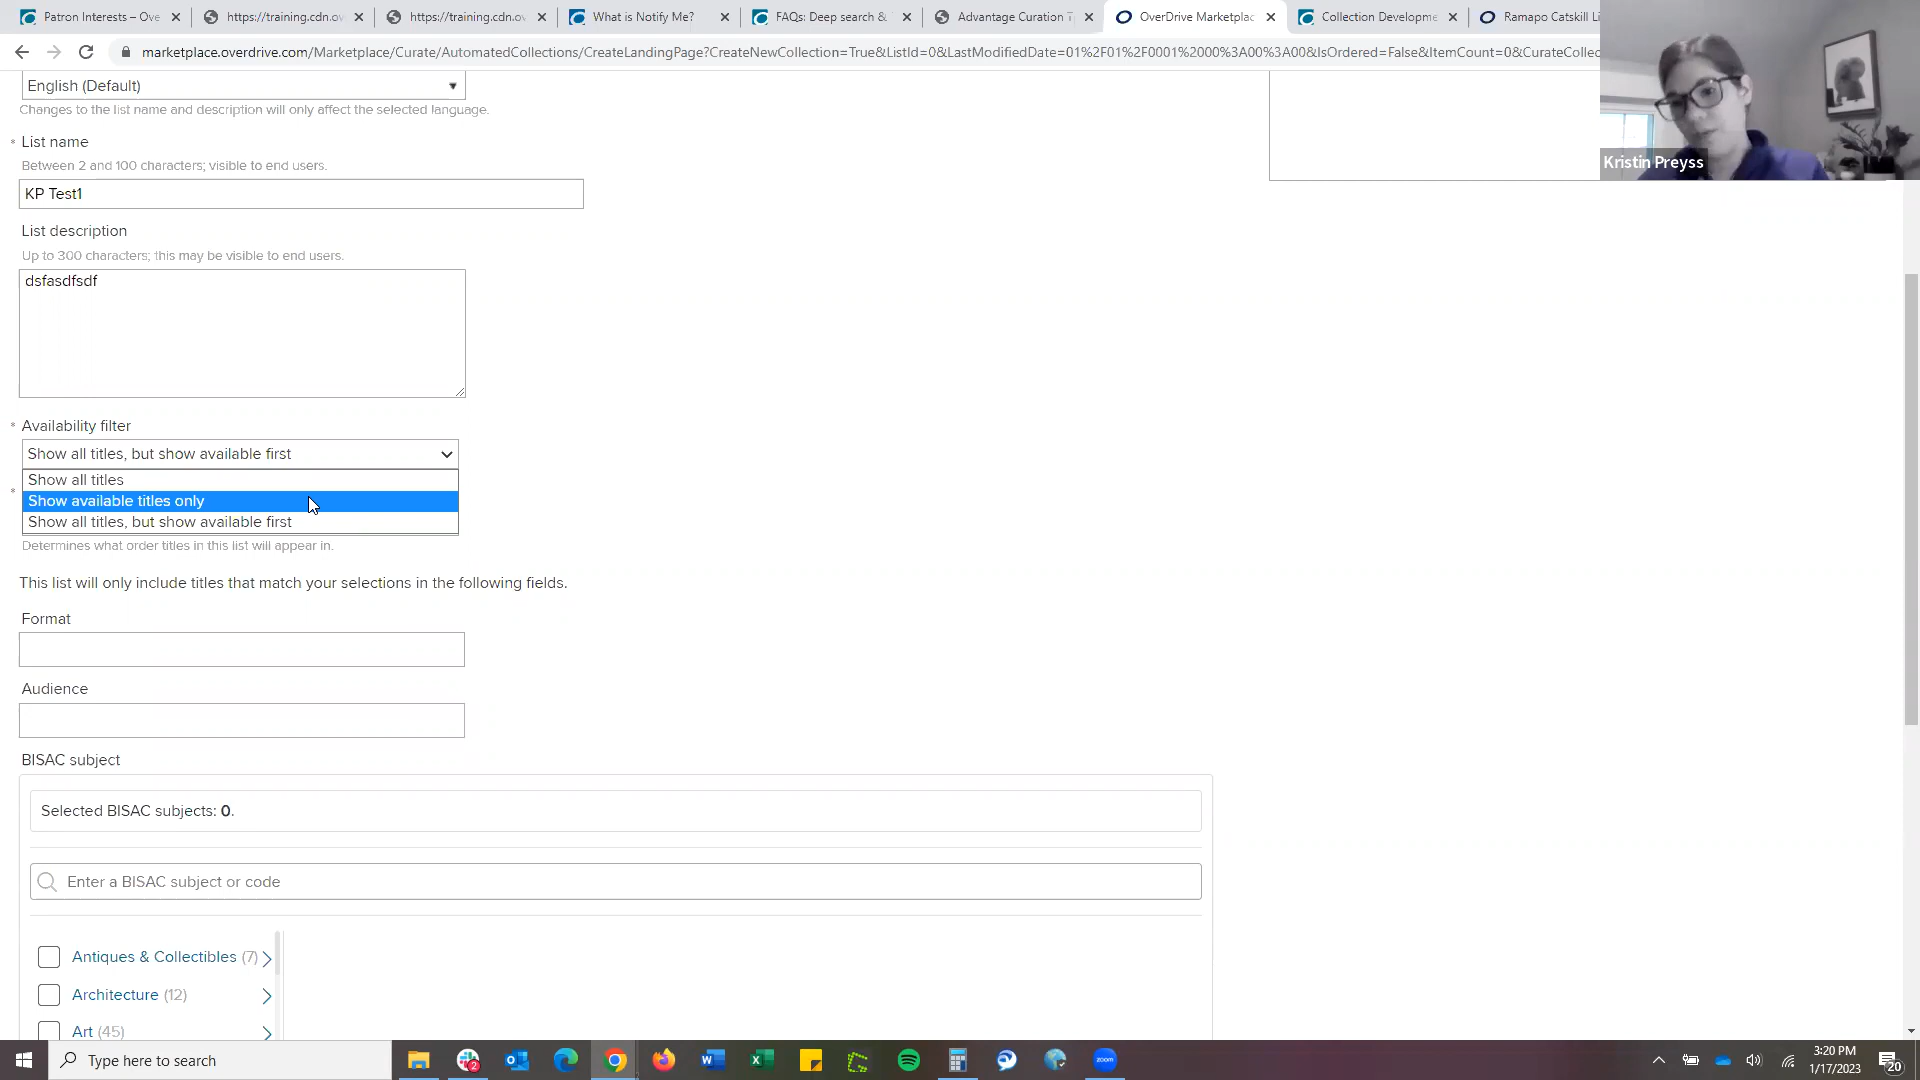 Patron Interests – Ove
https://training.cdn.ov
https://training.cdn.ov
What is Notify Me?
FAQs: Deep search &
Advantage Curation T
OverDrive Marketplac
Collection Developme
Ramapo Catskill Li
marketplace.overdrive.com/Marketplace/Curate/AutomatedCollections/CreateLandingPage?CreateNewCollection=True&ListId=0&LastModifiedDate=01%2F01%2F0001%2000%3A00%3A00&IsOrdered=False&ItemCount=0&CurateCollec
English (Default)
Changes to the list name and description will only affect the selected language.
* List name
Between 2 and 100 characters; visible to end users.
KP Test1
List description
Up to 300 characters; this may be visible to end users.
dsfasdfsdf
* Availability filter
Show all titles, but show available first
Show all titles
*
Show available titles only
Show all titles, but show available first
Determines what order titles in this list will appear in.
This list will only include titles that match your selections in the following fields.
Format
Audience
BISAC subject
Selected BISAC subjects: 0.
Enter a BISAC subject or code
Antiques & Collectibles (7)
Architecture (12)
Art (45)
Kristin Preyss
Type here to search
2
zoom
3:20 PM
1/17/2023
20